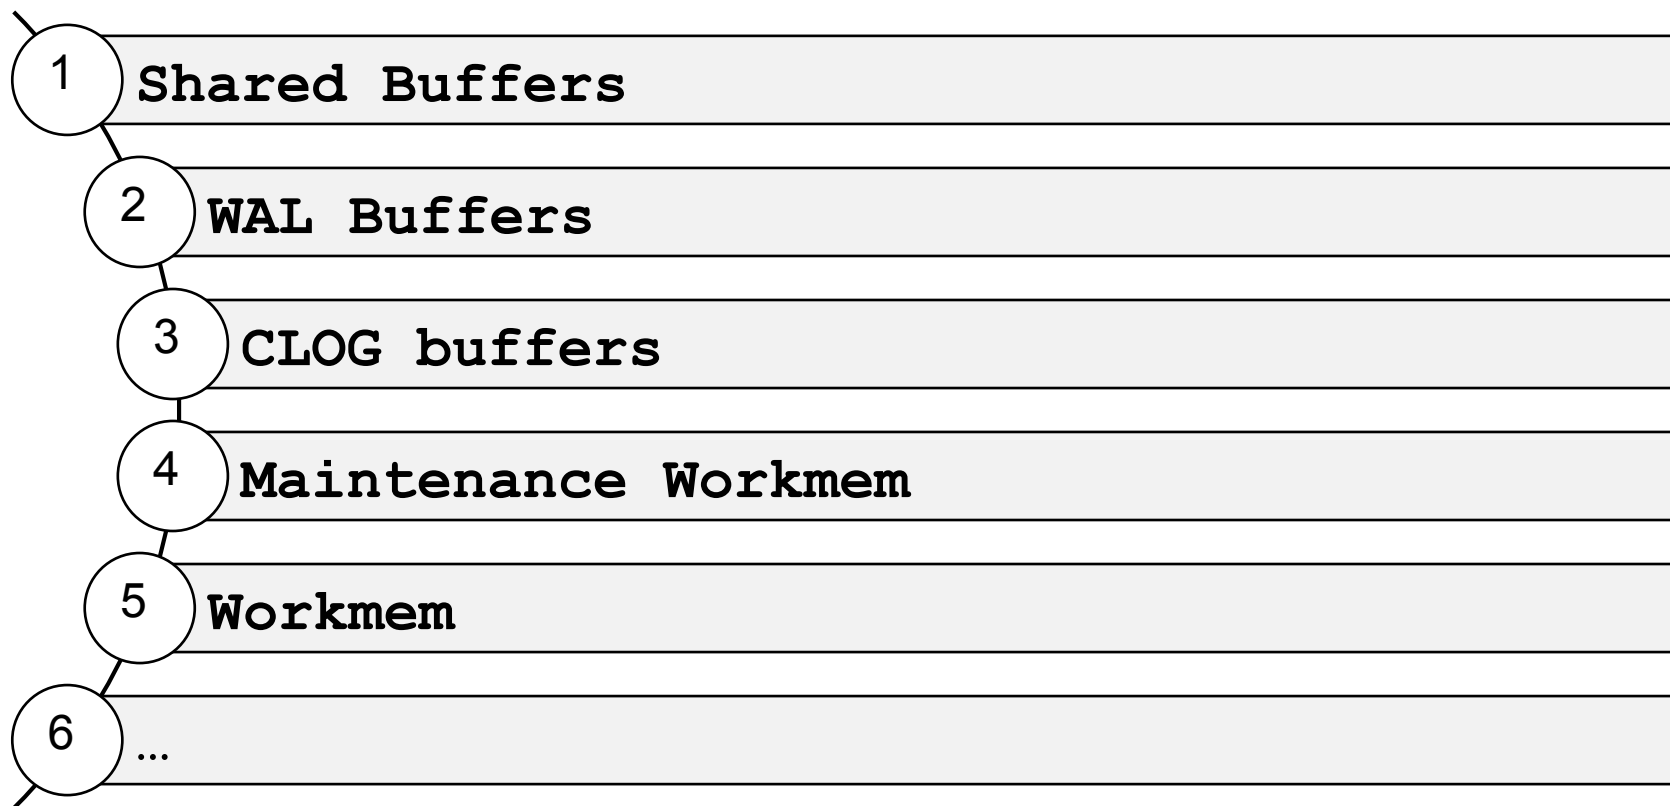 1 Shared Buffers
2 WAL Buffers
3 CLOG buffers
4 Maintenance Workmem
5 Workmem
6 ...